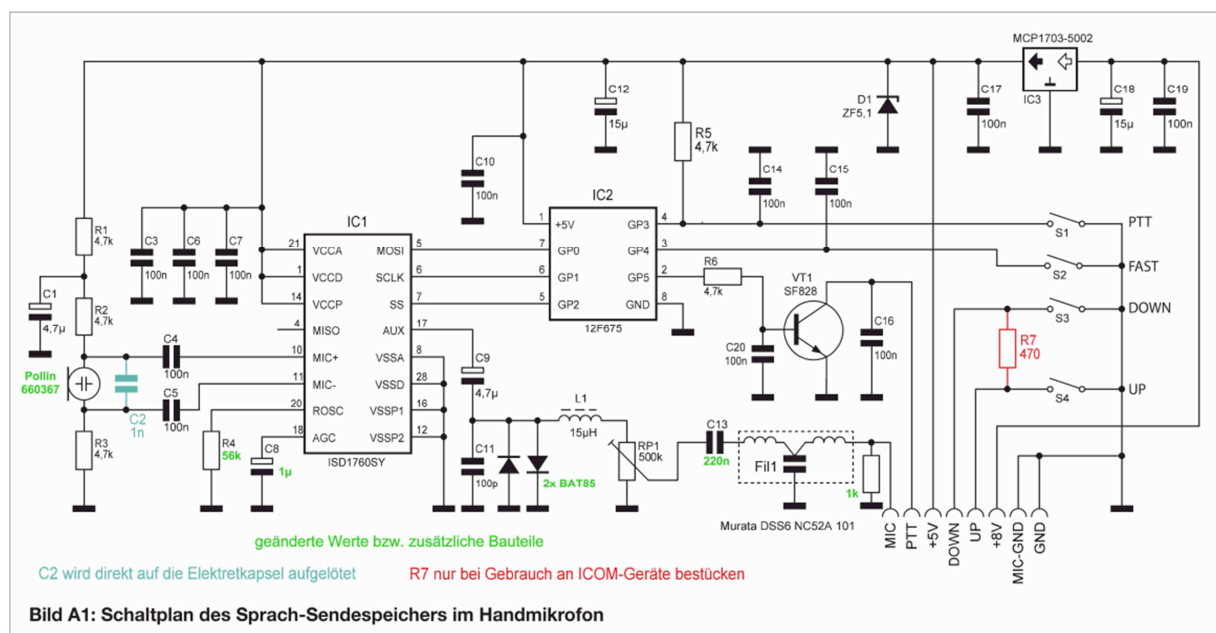 MCP1703-5002
IC3
C12
15µ
D1
ZF5,1
C17
100n
C18
15µ
C19
100n
R5
4,7k
C10
100n
C14
100n
C15
100n
R1
4,7k
C3
100n
C6
100n
C7
100n
IC1
IC2
1 +5V GP3 4
7 GP0 GP4 3
6 GP1 GP5 2
5 GP2 GND 8
12F675
S1
PTT
S2
FAST
S3
DOWN
S4
UP
R7
470
R6
4,7k
VT1
SF828
C20
100n
C16
100n
C1
4,7µ
R2
4,7k
21 VCCA MOSI 5
1 VCCD SCLK 6
14 VCCP SS 7
4 MISO AUX 17
10 MIC+ VSSA 8
11 MIC- VSSD 28
20 ROSC VSSP1 16
18 AGC VSSP2 12
ISD1760SY
C4
100n
C5
100n
Pollin
660367
C2
1n
R3
4,7k
R4
56k
C8
1µ
C9
4,7µ
C11
100p
2x BAT85
L1
15µH
RP1
500k
C13
220n
Fil1
1k
Murata DSS6 NC52A 101
MIC
PTT
+5V
DOWN
UP
+8V
MIC-GND
GND
geänderte Werte bzw. zusätzliche Bauteile
C2 wird direkt auf die Elektretkapsel aufgelötet
R7 nur bei Gebrauch an ICOM-Geräte bestücken
Bild A1: Schaltplan des Sprach-Sendespeichers im Handmikrofon